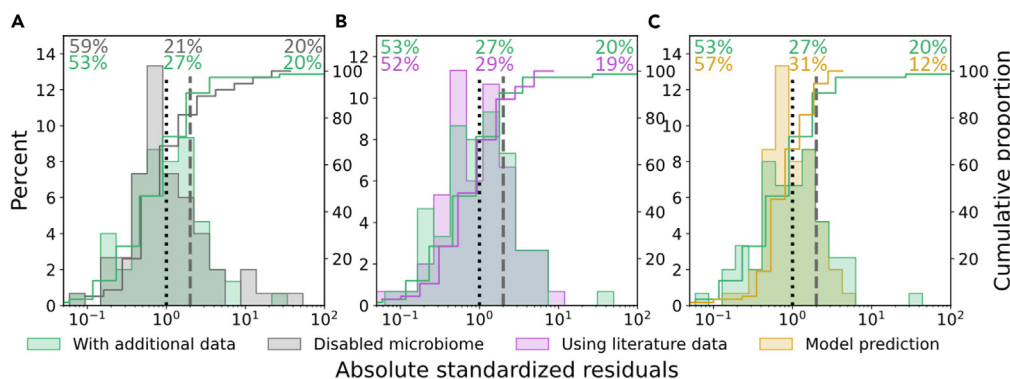 A B C
59% 21% 20%
53% 27% 20%
53% 27% 20%
52% 29% 19%
53% 27% 20%
57% 31% 12%
Percent
14
12
10
8
6
4
2
0
100
80
60
40
20
10⁻¹ 10⁰ 10¹ 10²
12
10
8
6
4
2
0
100
80
60
40
20
10⁻¹ 10⁰ 10¹ 10²
14
12
10
8
6
4
2
0
100
80
60
40
20
10⁻¹ 10⁰ 10¹ 10²
Cumulative proportion
With additional data Disabled microbiome Using literature data Model prediction
Absolute standardized residuals